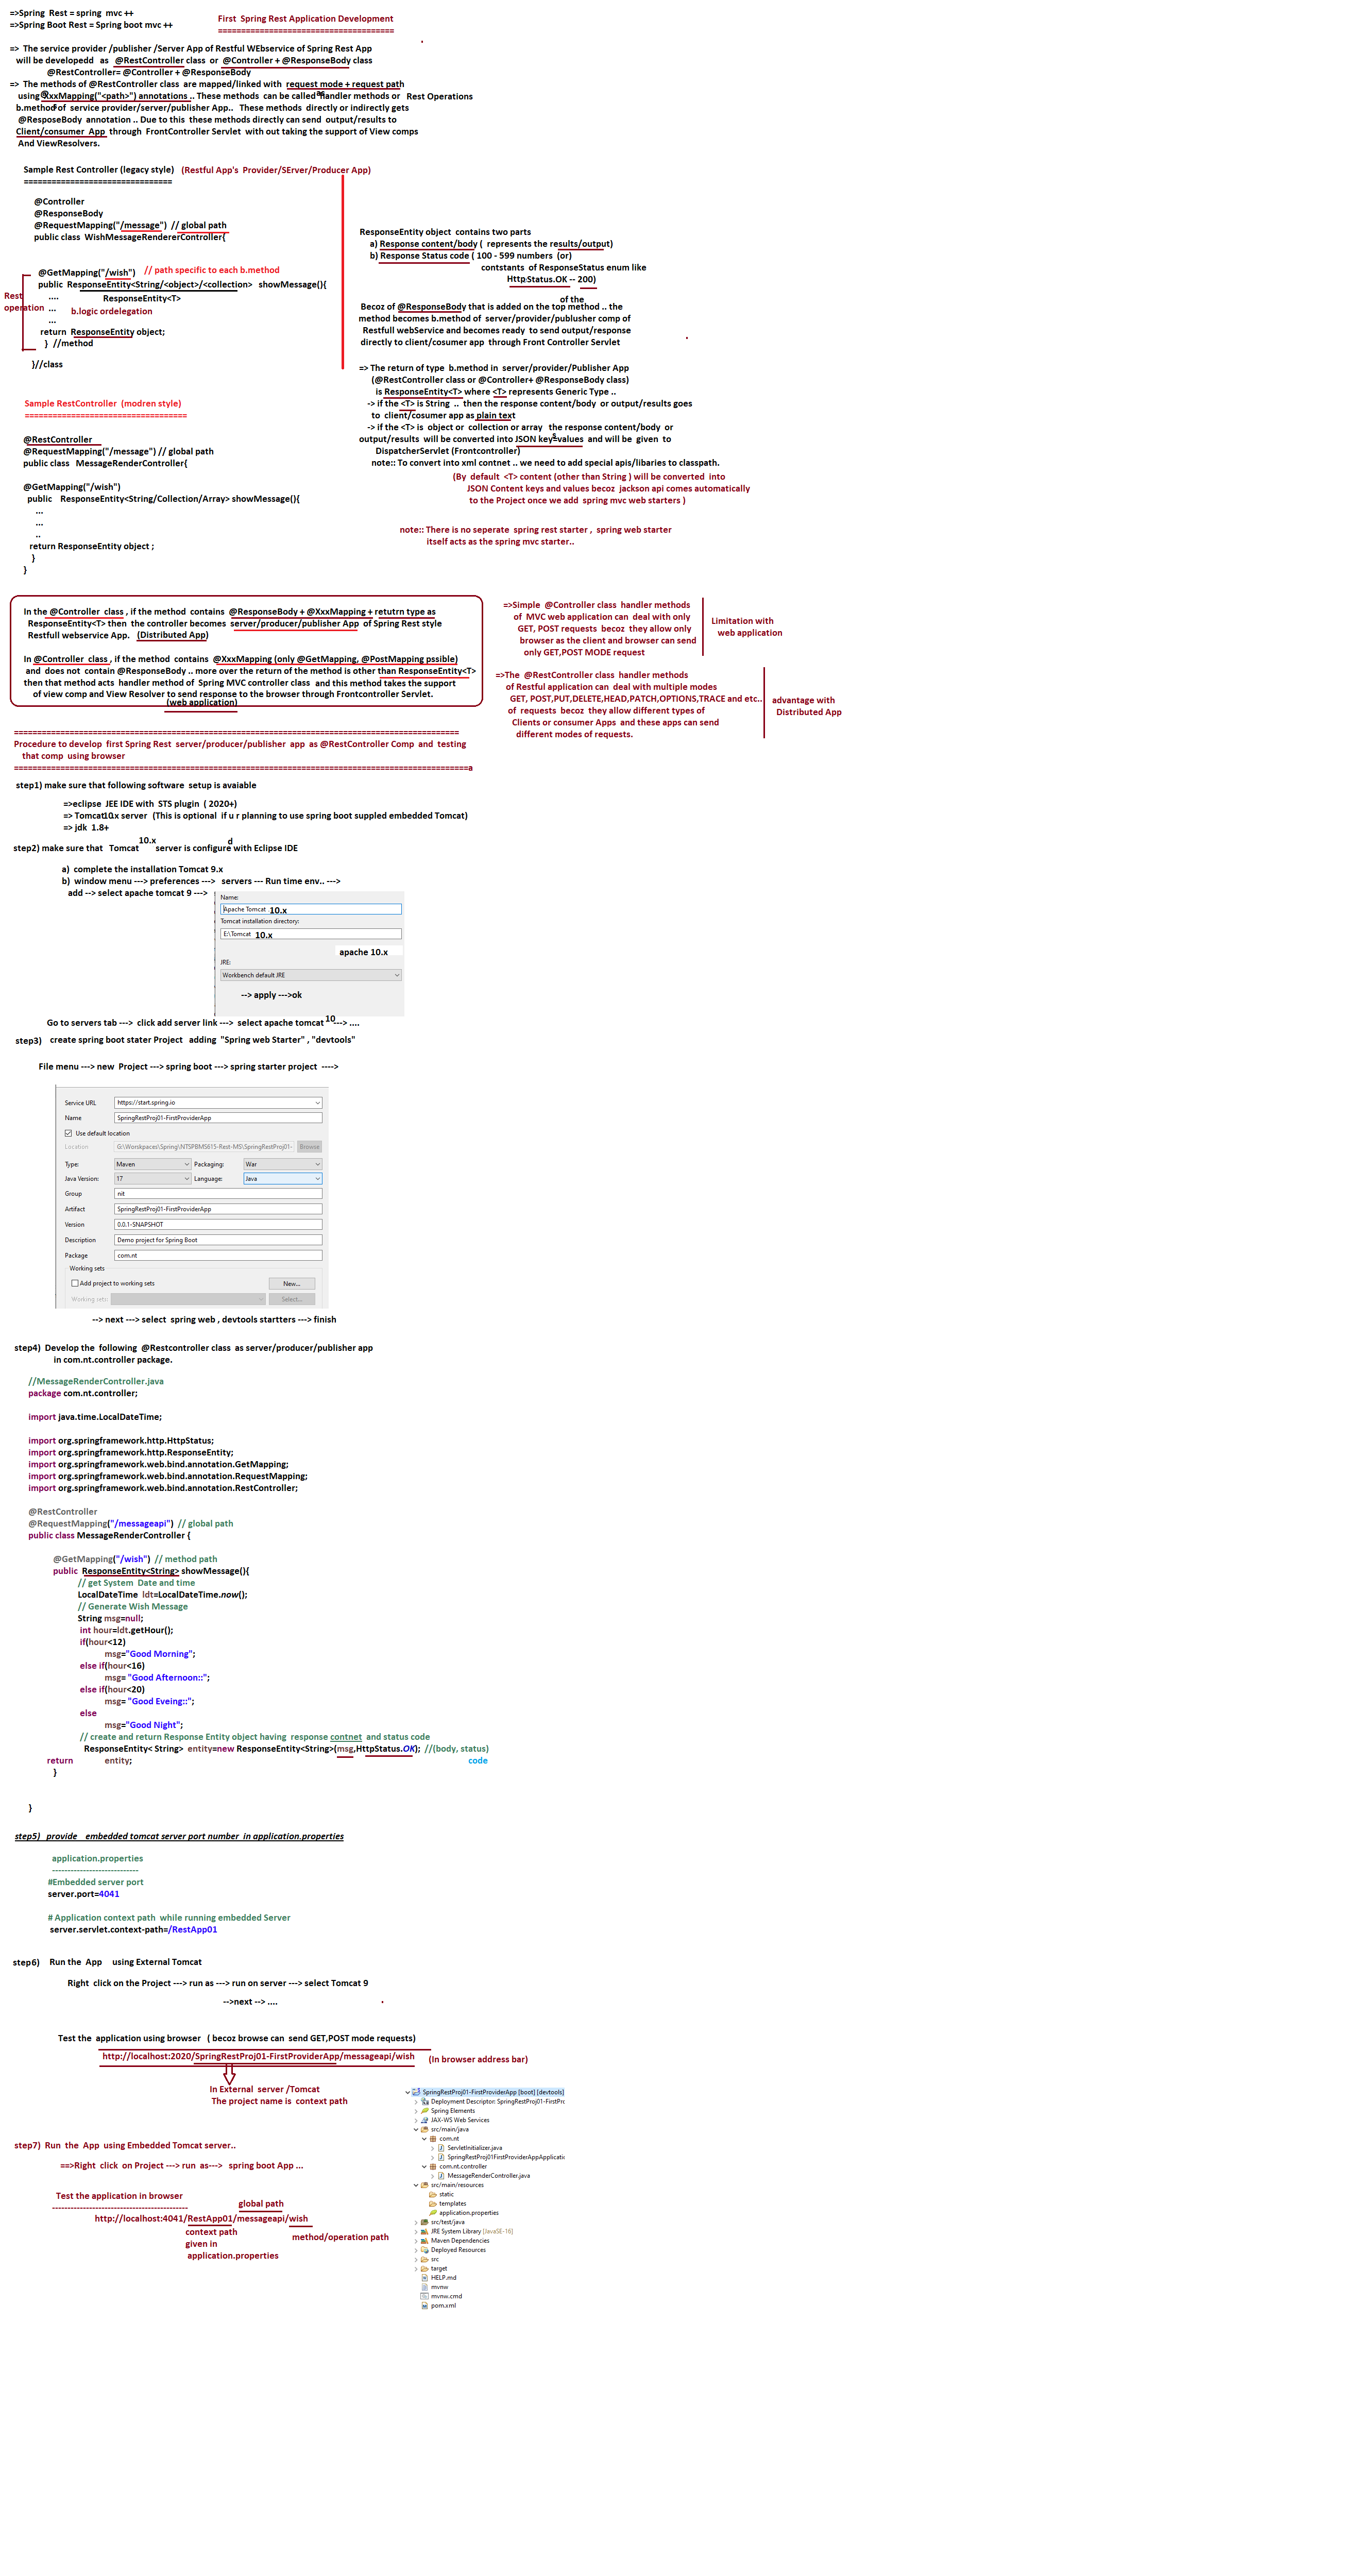 =>Spring Rest = spring mvc ++
=>Spring Boot Rest = Spring boot mvc ++
First Spring Rest Application Development
======================================
=> The service provider /publisher /Server App of Restful WEbservice of Spring Rest App
will be developedd as @RestController class or @Controller + @ResponseBody class
@RestController= @Controller + @ResponseBody
=> The methods of @RestController class are mapped/linked with request mode + request path
using @XxxMapping("<path>") annotations .. These methods can be called as Handler methods or Rest Operations
b.methods of service provider/server/publisher App.. These methods directly or indirectly gets
@ResposeBody annotation .. Due to this these methods directly can send output/results to
Client/consumer App through FrontController Servlet with out taking the support of View comps
And ViewResolvers.
Sample Rest Controller (legacy style) (Restful App's Provider/SErver/Producer App)
================================
@Controller
@ResponseBody
@RequestMapping("/message") // global path
public class WishMessageRendererController{
@GetMapping("/wish") // path specific to each b.method
public ResponseEntity<String/<object>/<collection> showMessage(){
.... ResponseEntity<T>
...
... b.logic ordelegation
return ResponseEntity object;
} //method
}//class
Rest
operation
ResponseEntity object contains two parts
a) Response content/body ( represents the results/output)
b) Response Status code ( 100 - 599 numbers (or)
contstants of ResponseStatus enum like
HttpStatus.OK -- 200)
of the
Becoz of @ResponseBody that is added on the top method .. the
method becomes b.method of server/provider/publusher comp of
Restfull webService and becomes ready to send output/response
directly to client/cosumer app through Front Controller Servlet
=> The return of type b.method in server/provider/Publisher App
(@RestController class or @Controller+ @ResponseBody class)
is ResponseEntity<T> where <T> represents Generic Type ..
-> if the <T> is String .. then the response content/body or output/results goes
to client/cosumer app as plain text
-> if the <T> is object or collection or array the response content/body or
output/results will be converted into JSON keys=values and will be given to
DispatcherServlet (Frontcontroller)
note:: To convert into xml contnet .. we need to add special apis/libaries to classpath.
(By default <T> content (other than String ) will be converted into
JSON Content keys and values becoz jackson api comes automatically
to the Project once we add spring mvc web starters )
note:: There is no seperate spring rest starter , spring web starter
itself acts as the spring mvc starter..
Sample RestController (modren style)
===================================
@RestController
@RequestMapping("/message") // global path
public class MessageRenderController{
@GetMapping("/wish")
public ResponseEntity<String/Collection/Array> showMessage(){
...
...
..
return ResponseEntity object ;
}
}
In the @Controller class , if the method contains @ResponseBody + @XxxMapping + retutrn type as
ResponseEntity<T> then the controller becomes server/producer/publisher App of Spring Rest style
Restfull webservice App. (Distributed App)
In @Controller class , if the method contains @XxxMapping (only @GetMapping, @PostMapping pssible)
and does not contain @ResponseBody .. more over the return of the method is other than ResponseEntity<T>
then that method acts handler method of Spring MVC controller class and this method takes the support
of view comp and View Resolver to send response to the browser through Frontcontroller Servlet.
(web application)
=>Simple @Controller class handler methods
of MVC web application can deal with only
GET, POST requests becoz they allow only
browser as the client and browser can send
only GET,POST MODE request
Limitation with
web application
=>The @RestController class handler methods
of Restful application can deal with multiple modes
GET, POST,PUT,DELETE,HEAD,PATCH,OPTIONS,TRACE and etc..
of requests becoz they allow different types of
Clients or consumer Apps and these apps can send
different modes of requests.
advantage with
Distributed App
==================================================================================================
Procedure to develop first Spring Rest server/producer/publisher app as @RestController Comp and testing
that comp using browser
==================================================================================================a
step1) make sure that following software setup is avaiable
=>eclipse JEE IDE with STS plugin ( 2020+)
=> Tomcat10.x server (This is optional if u r planning to use spring boot suppled embedded Tomcat)
=> jdk 1.8+
step2) make sure that Tomcat 10.x server is configured with Eclipse IDE
a) complete the installation Tomcat 9.x
b) window menu ---> preferences ---> servers --- Run time env.. --->
add --> select apache tomcat 9 --->
Name:
Apache Tomcat 10.x
Tomcat installation directory:
E:\Tomcat 10.x
apache 10.x
JRE:
Workbench default JRE
--> apply --->ok
Go to servers tab ---> click add server link ---> select apache tomcat 10 ---> ....
step3) create spring boot stater Project adding "Spring web Starter" , "devtools"
File menu ---> new Project ---> spring boot ---> spring starter project ---->
Service URL https://start.spring.io
Name SpringRestProj01-FirstProviderApp
Use default location
Location G:\Worskpaces\Spring\NTSPBMS615-Rest-MS\SpringRestProj01- Browse
Type: Maven Packaging: War
Java Version: 17 Language: Java
Group nit
Artifact SpringRestProj01-FirstProviderApp
Version 0.0.1-SNAPSHOT
Description Demo project for Spring Boot
Package com.nt
Working sets
Add project to working sets New...
Working sets: Select...
--> next ---> select spring web , devtools startters ---> finish
step4) Develop the following @Restcontroller class as server/producer/publisher app
in com.nt.controller package.
//MessageRenderController.java
package com.nt.controller;
import java.time.LocalDateTime;
import org.springframework.http.HttpStatus;
import org.springframework.http.ResponseEntity;
import org.springframework.web.bind.annotation.GetMapping;
import org.springframework.web.bind.annotation.RequestMapping;
import org.springframework.web.bind.annotation.RestController;
@RestController
@RequestMapping("/messageapi") // global path
public class MessageRenderController {
@GetMapping("/wish") // method path
public ResponseEntity<String> showMessage(){
// get System Date and time
LocalDateTime ldt=LocalDateTime.now();
// Generate Wish Message
String msg=null;
int hour=ldt.getHour();
if(hour<12)
msg="Good Morning";
else if(hour<16)
msg= "Good Afternoon::";
else if(hour<20)
msg= "Good Eveing::";
else
msg="Good Night";
// create and return Response Entity object having response contnet and status code
ResponseEntity< String> entity=new ResponseEntity<String>(msg,HttpStatus.OK); //(body, status)
return entity; code
}
}
step5) provide embedded tomcat server port number in application.properties
application.properties
----------------------------
#Embedded server port
server.port=4041
# Application context path while running embedded Server
server.servlet.context-path=/RestApp01
step6) Run the App using External Tomcat
Right click on the Project ---> run as ---> run on server ---> select Tomcat 9
-->next --> ....
Test the application using browser ( becoz browse can send GET,POST mode requests)
http://localhost:2020/SpringRestProj01-FirstProviderApp/messageapi/wish (In browser address bar)
In External server /Tomcat
The project name is context path
step7) Run the App using Embedded Tomcat server..
==>Right click on Project ---> run as---> spring boot App ...
Test the application in browser
--------------------------------------------
global path
http://localhost:4041/RestApp01/messageapi/wish
context path
given in
application.properties
method/operation path
SpringRestProj01-FirstProviderApp [boot] [devtools]
Deployment Descriptor: SpringRestProj01-FirstPr
Spring Elements
JAX-WS Web Services
src/main/java
com.nt
ServletInitializer.java
SpringRestProj01FirstProviderAppApplicatic
com.nt.controller
MessageRenderController.java
src/main/resources
static
templates
application.properties
src/test/java
JRE System Library [JavaSE-16]
Maven Dependencies
Deployed Resources
src
target
HELP.md
mvnw
mvnw.cmd
pom.xml